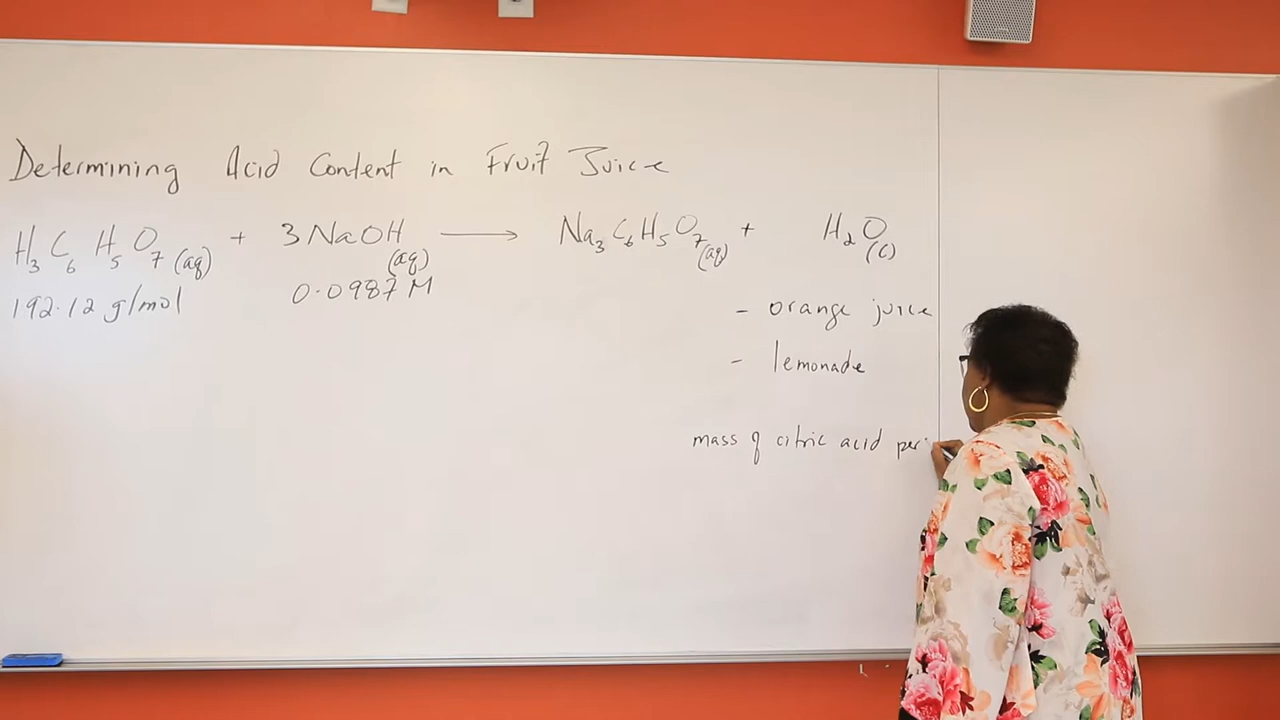 Determining Acid Content in Fruit Juice
H₃C₆H₅O₇(aq) + 3NaOH(aq) ⟶ Na₃C₆H₅O₇(aq) + H₂O(l)
192.12 g/mol 0.0987 M
- orange juice
- lemonade
mass of citric acid per